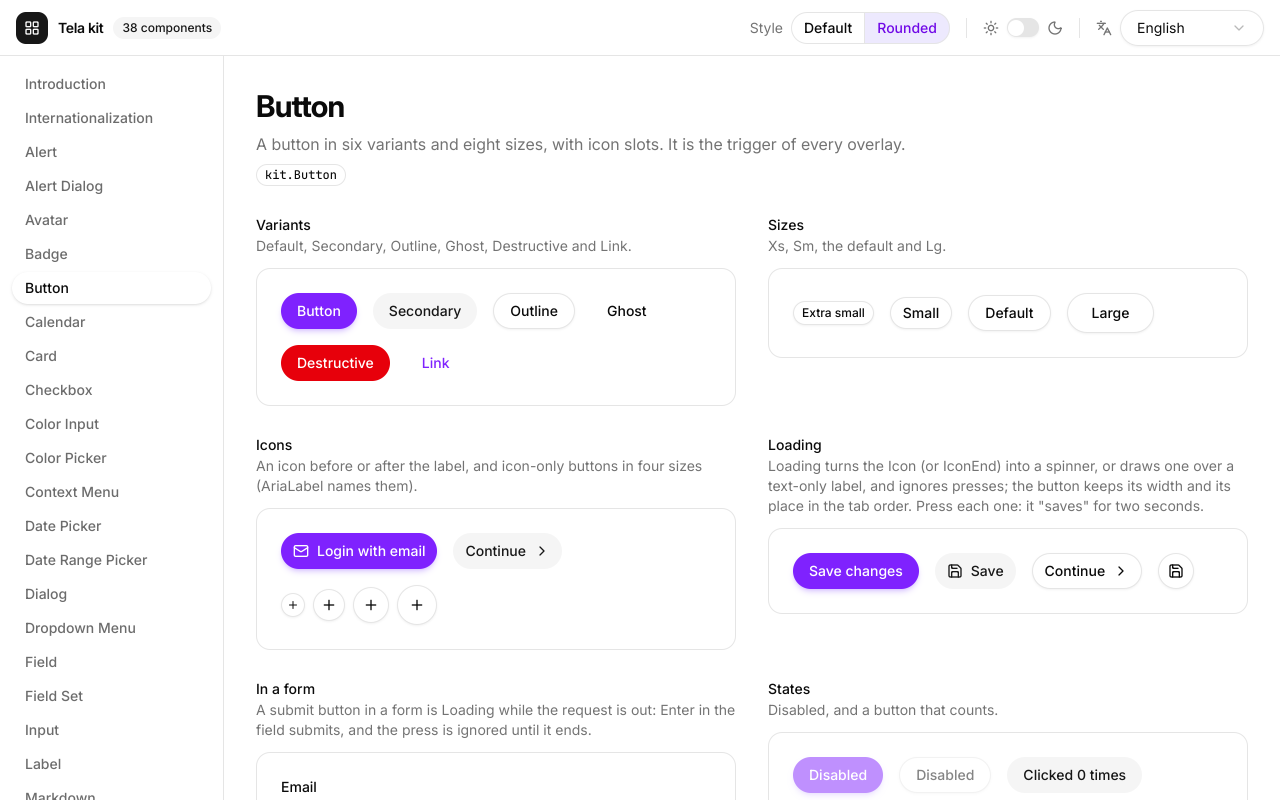 Tela kit
38 components
Style
Default
Rounded
English
Introduction
Internationalization
Alert
Alert Dialog
Avatar
Badge
Button
Calendar
Card
Checkbox
Color Input
Color Picker
Context Menu
Date Picker
Date Range Picker
Dialog
Dropdown Menu
Field
Field Set
Input
Label
Markdown
Button
A button in six variants and eight sizes, with icon slots. It is the trigger of every overlay.
kit.Button
Variants
Default, Secondary, Outline, Ghost, Destructive and Link.
Button
Secondary
Outline
Ghost
Destructive
Link
Sizes
Xs, Sm, the default and Lg.
Extra small
Small
Default
Large
Icons
An icon before or after the label, and icon-only buttons in four sizes
(AriaLabel names them).
Login with email
Continue
Loading
Loading turns the Icon (or IconEnd) into a spinner, or draws one over a
text-only label, and ignores presses; the button keeps its width and its
place in the tab order. Press each one: it "saves" for two seconds.
Save changes
Save
Continue
In a form
A submit button in a form is Loading while the request is out: Enter in the
field submits, and the press is ignored until it ends.
Email
States
Disabled, and a button that counts.
Disabled
Disabled
Clicked 0 times